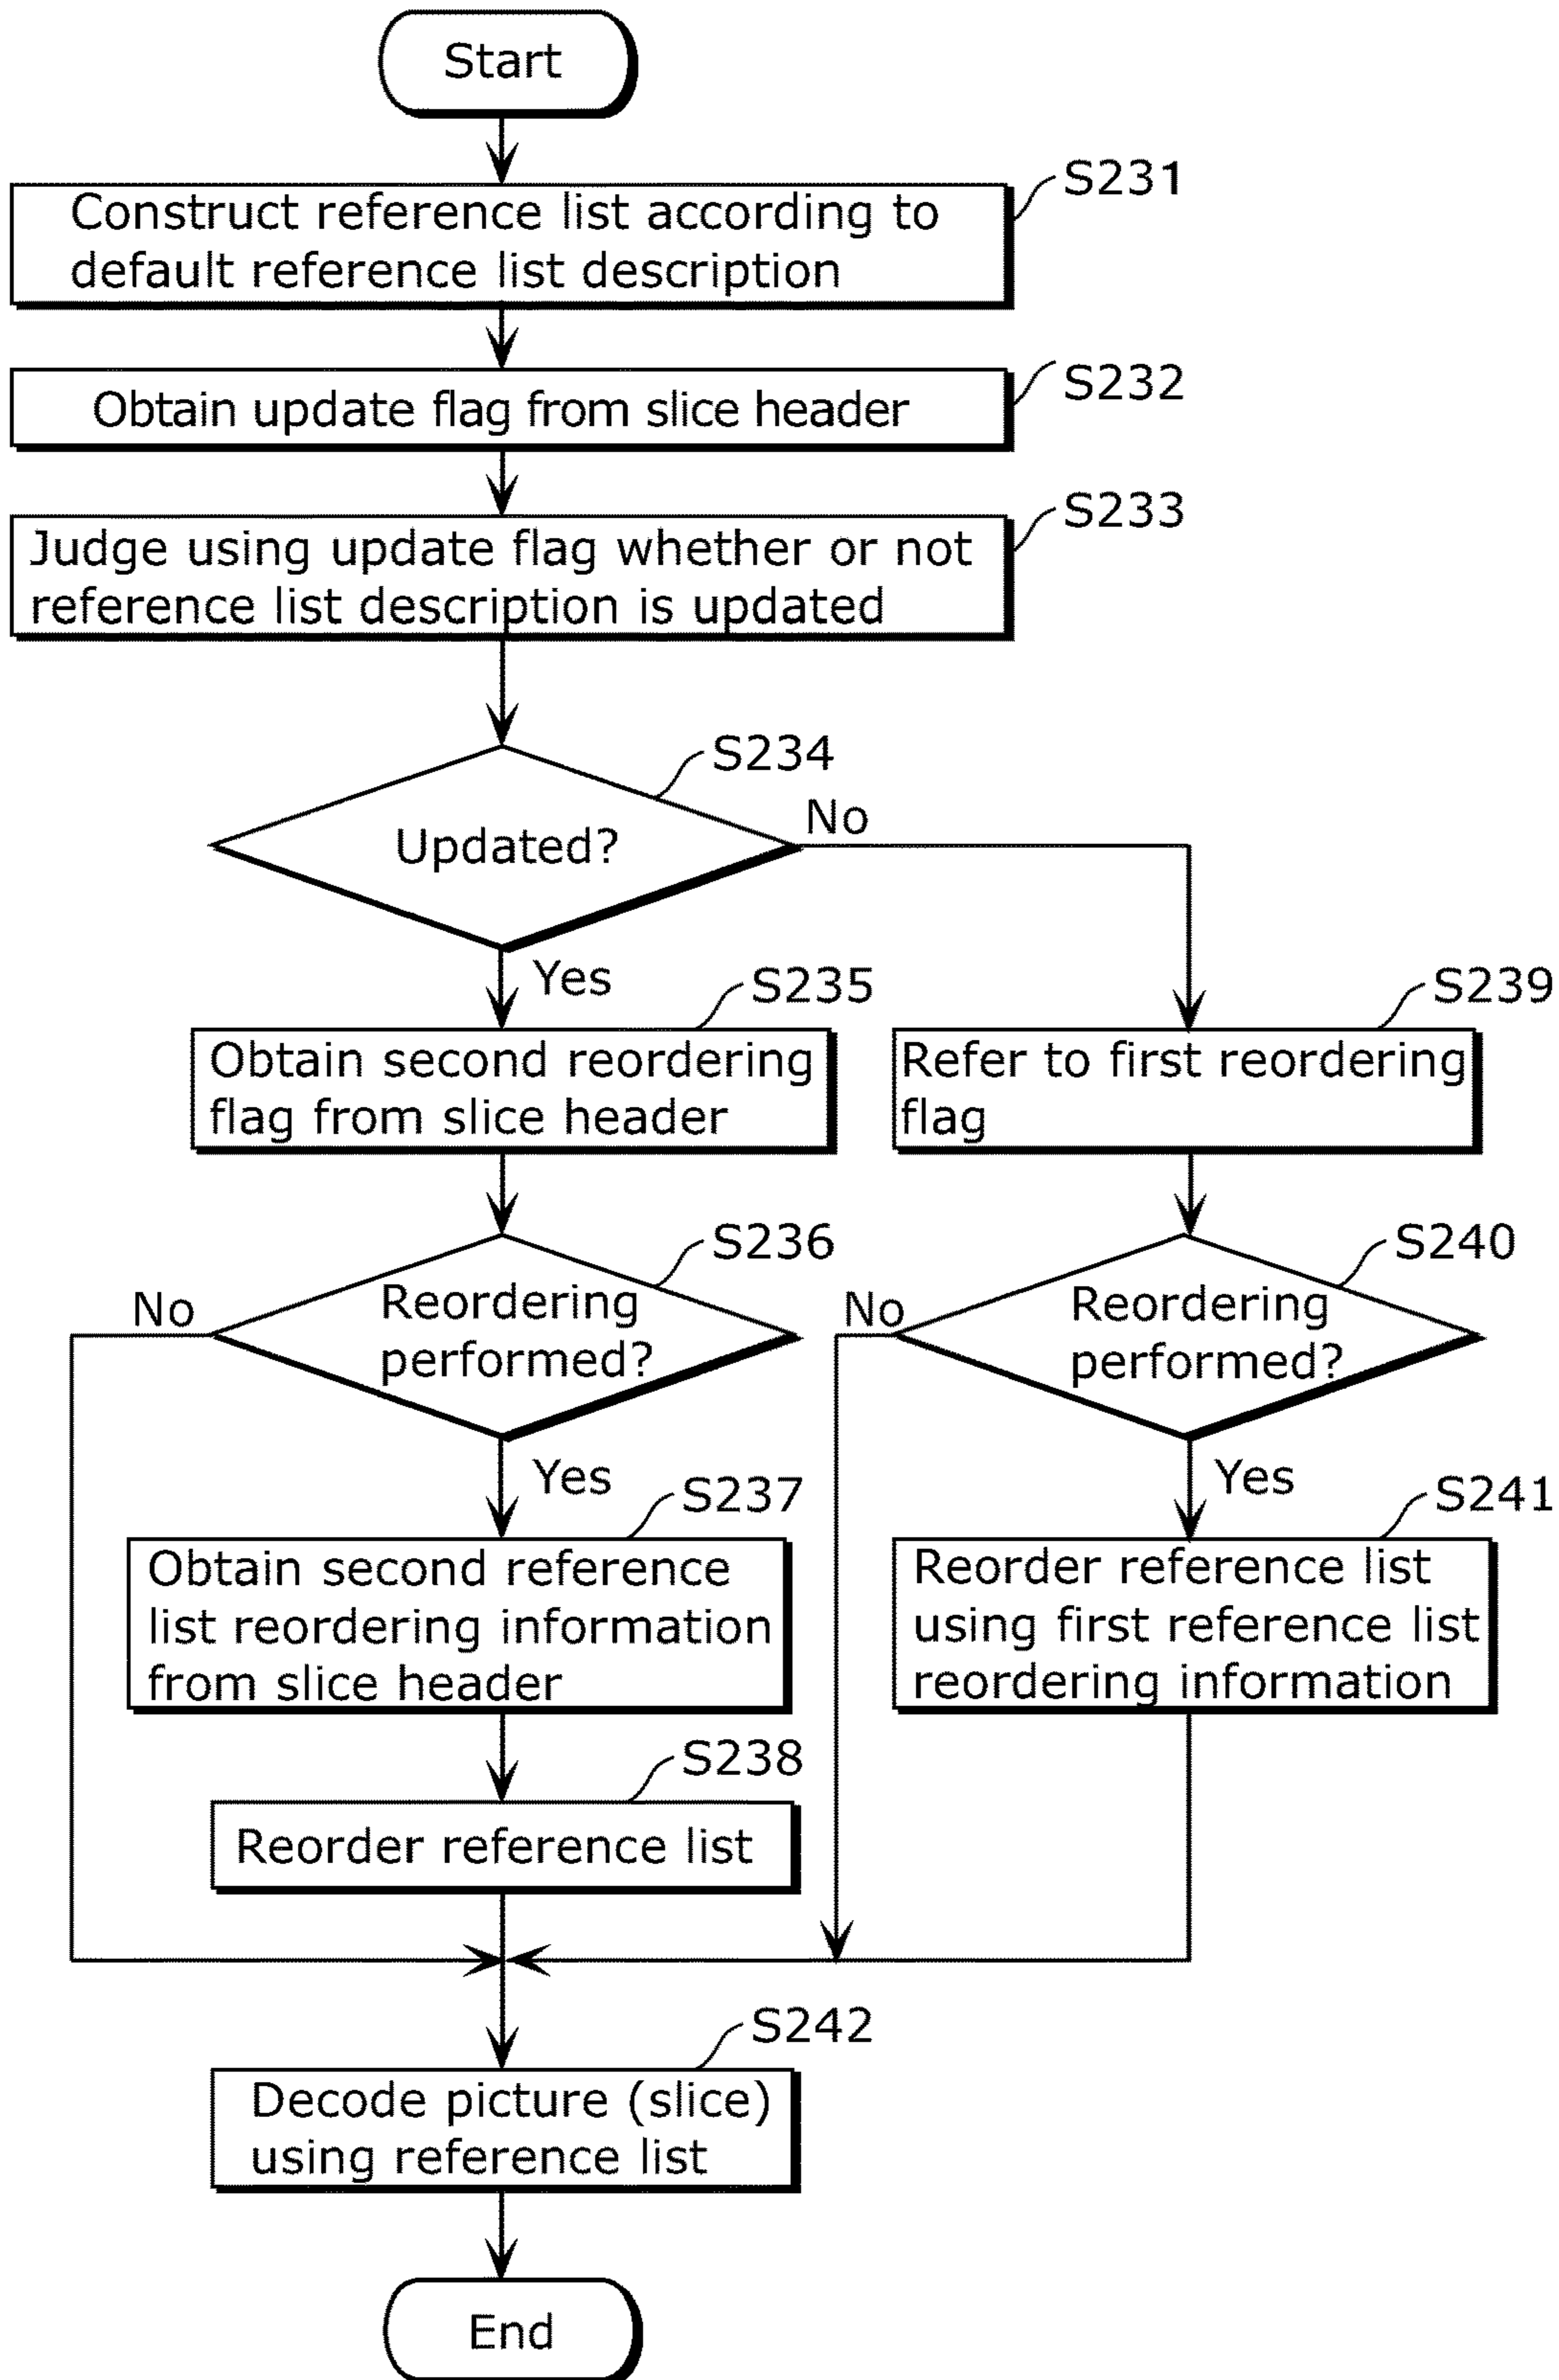 Start
S231
Construct reference list according to
default reference list description
S232
Obtain update flag from slice header
S233
Judge using update flag whether or not
reference list description is updated
S234
Updated?
No
Yes
S235
Obtain second reordering
flag from slice header
S239
Refer to first reordering
flag
S236
Reordering
performed?
No
Yes
S240
Reordering
performed?
No
Yes
S237
Obtain second reference
list reordering information
from slice header
S241
Reorder reference list
using first reference list
reordering information
S238
Reorder reference list
S242
Decode picture (slice)
using reference list
End